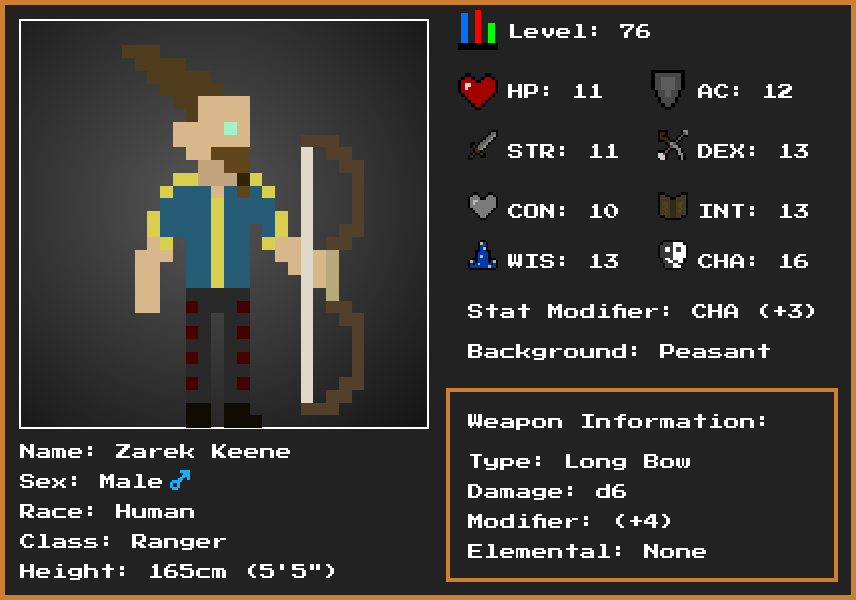 Level: 76
HP: 11
AC: 12
STR: 11
DEX: 13
CON: 10
INT: 13
WIS: 13
CHA: 16
Stat Modifier: CHA (+3)
Background: Peasant
Weapon Information:
Type: Long Bow
Damage: d6
Modifier: (+4)
Elemental: None
Name: Zarek Keene
Sex: Male♂
Race: Human
Class: Ranger
Height: 165cm (5'5")